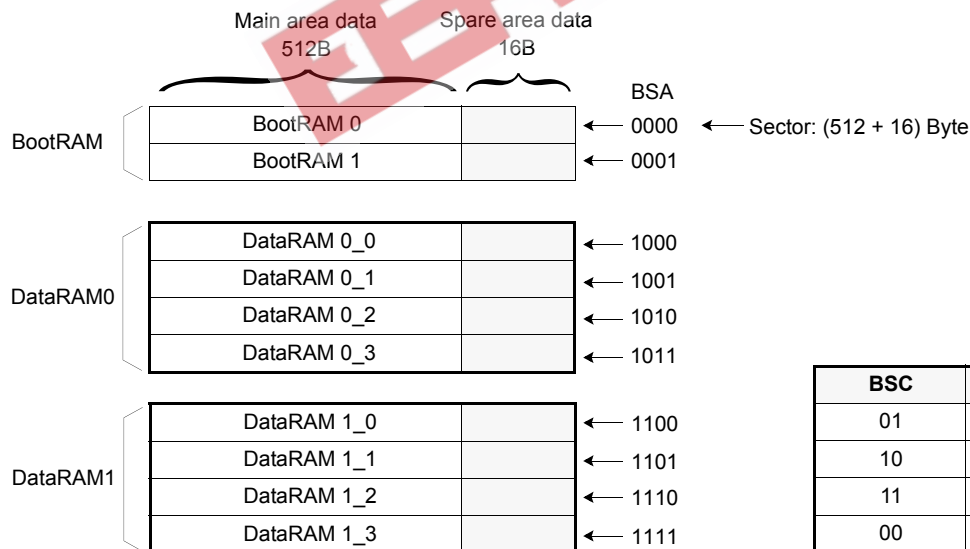 Main area data Spare area data
512B 16B
BSA
BootRAM
BootRAM 0 0000 Sector: (512 + 16) Byte
BootRAM 1 0001
DataRAM0
DataRAM 0_0 1000
DataRAM 0_1 1001
DataRAM 0_2 1010
DataRAM 0_3 1011
DataRAM1
DataRAM 1_0 1100
DataRAM 1_1 1101
DataRAM 1_2 1110
DataRAM 1_3 1111
BSC
01
10
11
00